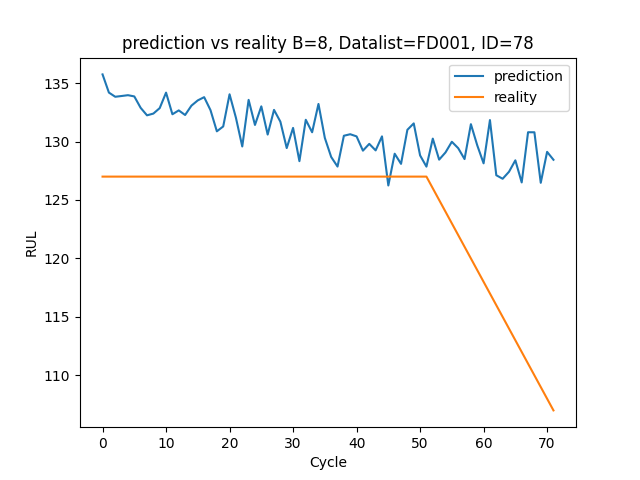 prediction vs reality B=8, Datalist=FD001, ID=78
prediction
reality
RUL
135
130
125
120
115
110
0 10 20 30 40 50 60 70
Cycle